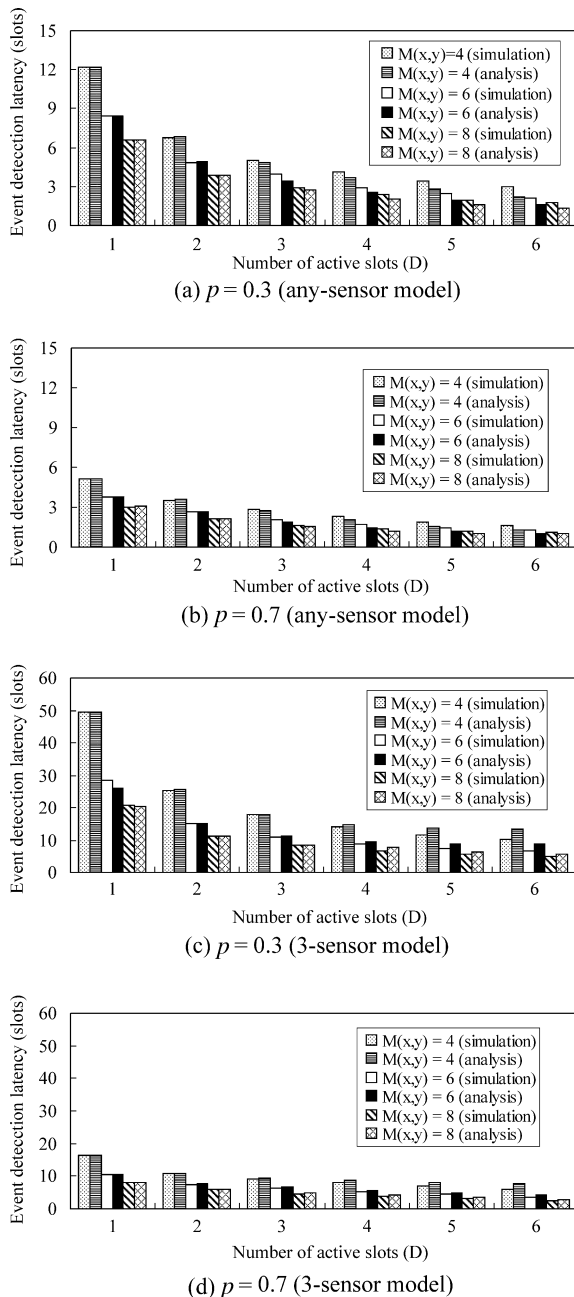 Event detecction latency (slots)
15
12
9
6
3
0
M(x,y)=4 (simulation)
M(x,y) = 4 (analysis)
M(x,y) = 6 (simulation)
M(x,y) = 6 (analysis)
M(x,y) = 8 (simulation)
M(x,y) = 8 (analysis)
1 2 3 4 5 6
Number of active slots (D)
(a) p = 0.3 (any-sensor model)
Event detecction latency (slots)
15
12
9
6
3
0
M(x,y) = 4 (simulation)
M(x,y) = 4 (analysis)
M(x,y) = 6 (simulation)
M(x,y) = 6 (analysis)
M(x,y) = 8 (simulation)
M(x,y) = 8 (analysis)
1 2 3 4 5 6
Number of active slots (D)
(b) p = 0.7 (any-sensor model)
Event detecction latency (slots)
60
50
40
30
20
10
0
M(x,y) = 4 (simulation)
M(x,y) = 4 (analysis)
M(x,y) = 6 (simulation)
M(x,y) = 6 (analysis)
M(x,y) = 8 (simulation)
M(x,y) = 8 (analysis)
1 2 3 4 5 6
Number of active slots (D)
(c) p = 0.3 (3-sensor model)
Event detecction latency (slots)
60
50
40
30
20
10
0
M(x,y) = 4 (simulation)
M(x,y) = 4 (analysis)
M(x,y) = 6 (simulation)
M(x,y) = 6 (analysis)
M(x,y) = 8 (simulation)
M(x,y) = 8 (analysis)
1 2 3 4 5 6
Number of active slots (D)
(d) p = 0.7 (3-sensor model)